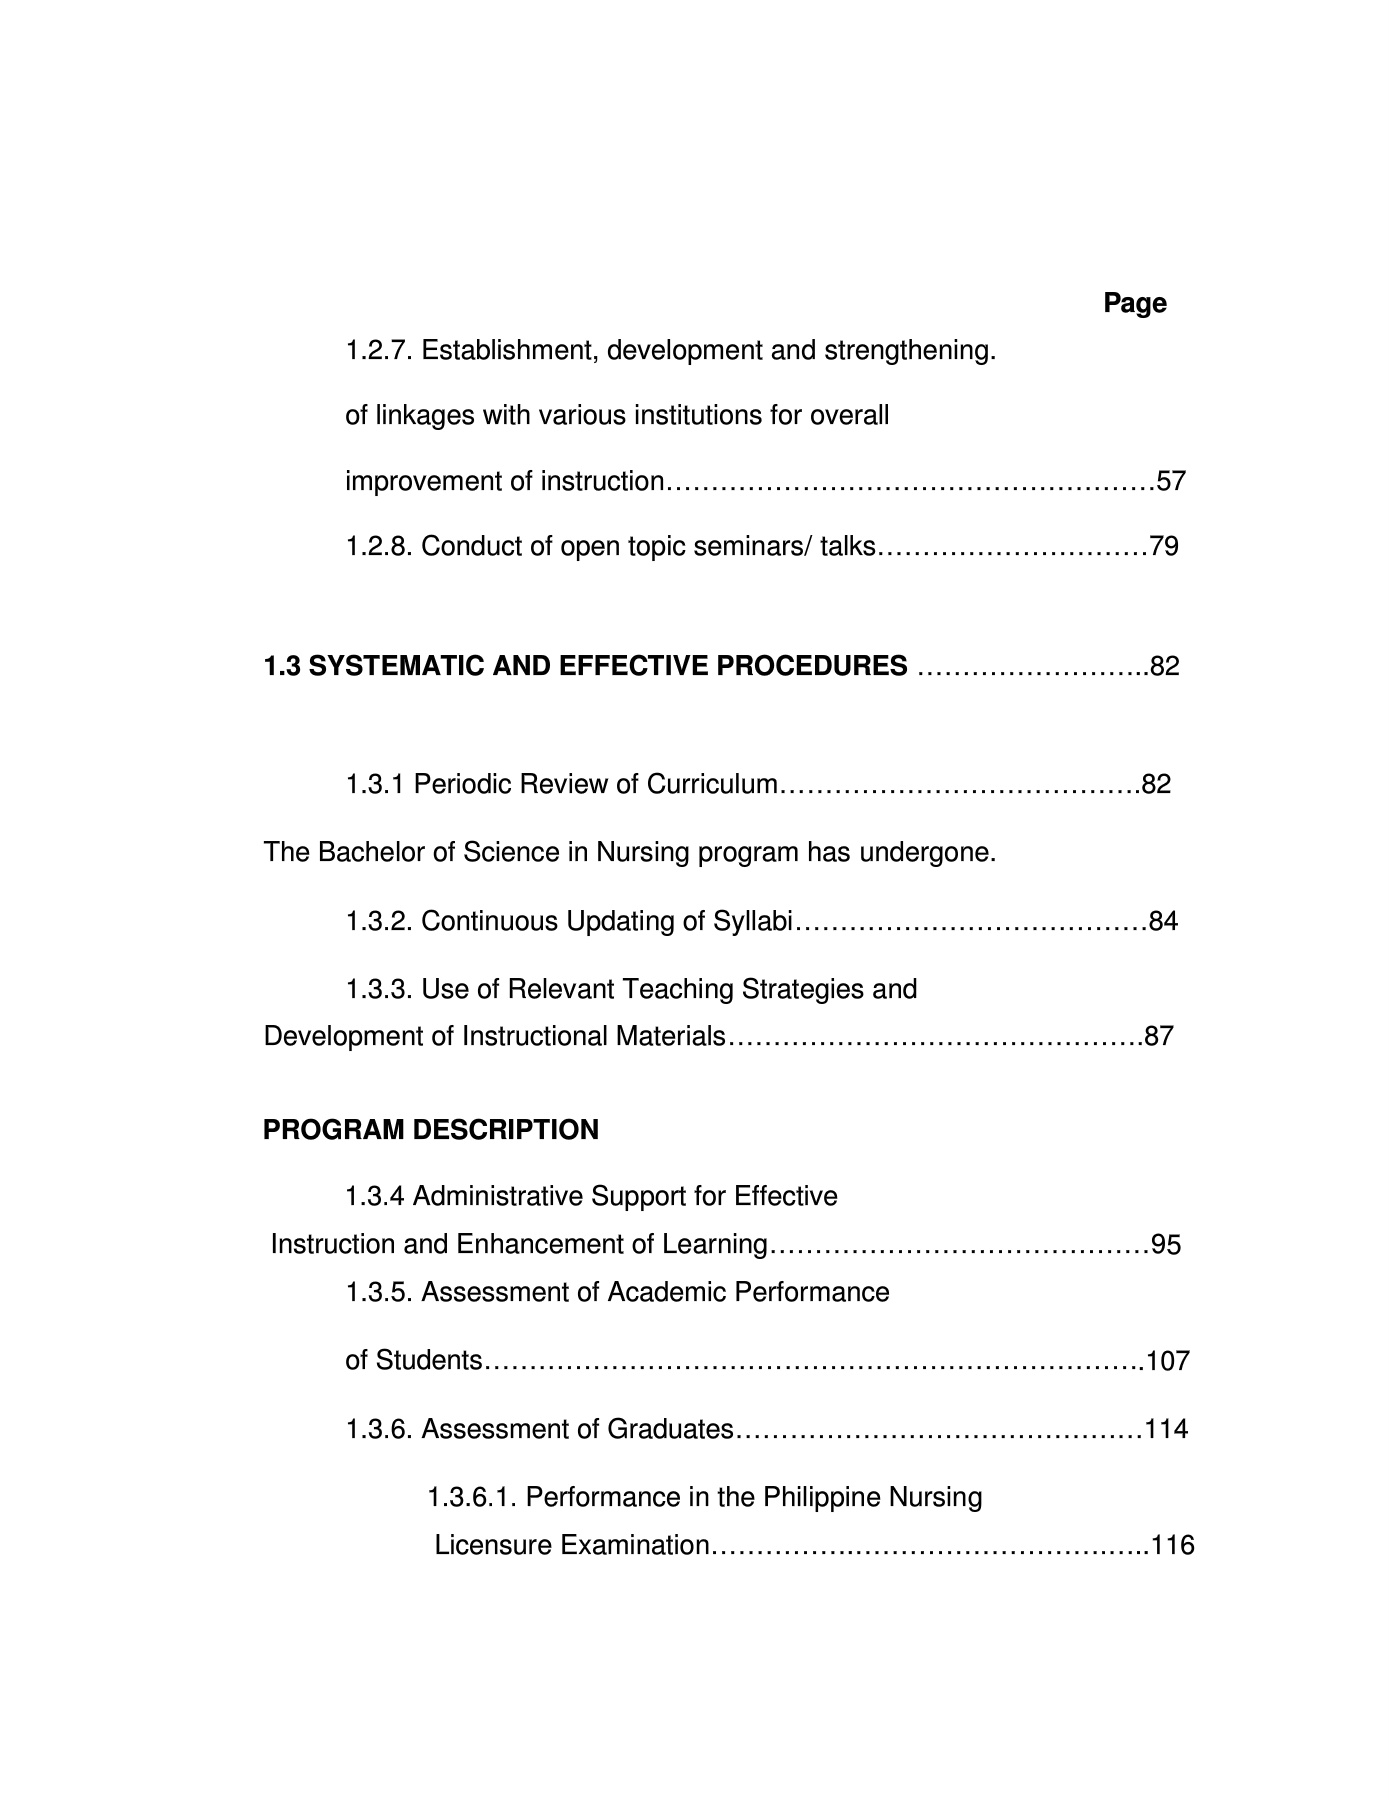 Page
1.2.7. Establishment, development and strengthening.
of linkages with various institutions for overall
improvement of instruction………………………………………………57
1.2.8. Conduct of open topic seminars/ talks…………………………79
1.3 SYSTEMATIC AND EFFECTIVE PROCEDURES ……………………..82
1.3.1 Periodic Review of Curriculum………………………………….82
The Bachelor of Science in Nursing program has undergone.
1.3.2. Continuous Updating of Syllabi…………………………………84
1.3.3. Use of Relevant Teaching Strategies and
Development of Instructional Materials……………………………………….87
PROGRAM DESCRIPTION
1.3.4 Administrative Support for Effective
Instruction and Enhancement of Learning……………………………………95
1.3.5. Assessment of Academic Performance
of Students………………………………………………………………..107
1.3.6. Assessment of Graduates………………………………………114
1.3.6.1. Performance in the Philippine Nursing
Licensure Examination…………………………………………..116